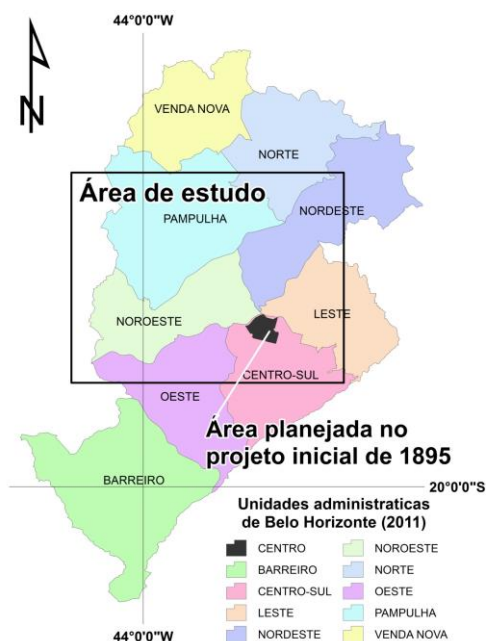 44°0'0"W
N
VENDA NOVA
NORTE
Área de estudo
NORDESTE
PAMPULHA
LESTE
NOROESTE
CENTRO-SUL
OESTE
Área planejada no
projeto inicial de 1895
BARREIRO
20°0'0"S
Unidades administraticas
de Belo Horizonte (2011)
CENTRO
NOROESTE
BARREIRO
NORTE
CENTRO-SUL
OESTE
LESTE
PAMPULHA
NORDESTE
VENDA NOVA
44°0'0"W